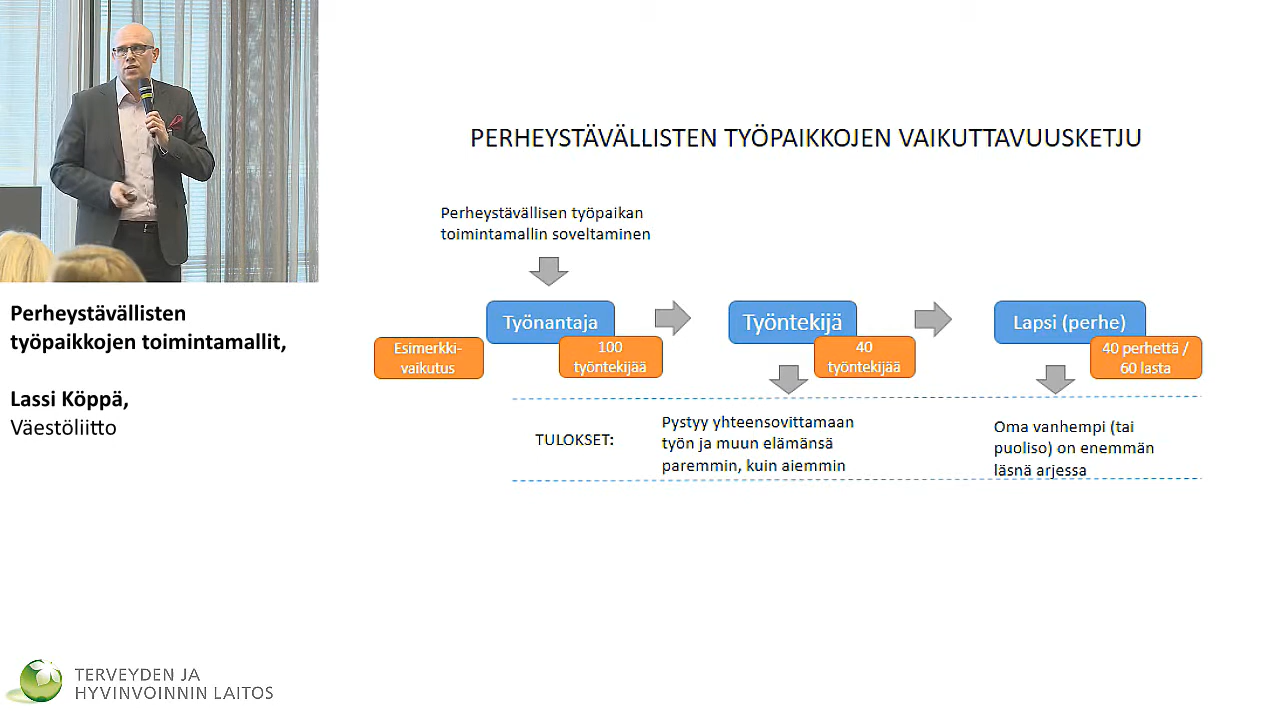 PERHEYSTÄVÄLLISTEN TYÖPAIKKOJEN VAIKUTTAVUUSKETJU
Perheystävällisen työpaikan
toimintamallin soveltaminen
Työnantaja
Työntekijä
Lapsi (perhe)
Esimerkki-
vaikutus
100
työntekijää
40
työntekijää
40 perhettä /
60 lasta
TULOKSET:
Pystyy yhteensovittamaan
työn ja muun elämänsä
paremmin, kuin aiemmin
Oma vanhempi (tai
puoliso) on enemmän
läsnä arjessa
Perheystävällisten
työpaikkojen toimintamallit,
Lassi Köppä,
Väestöliitto
TERVEYDEN JA
HYVINVOINNIN LAITOS